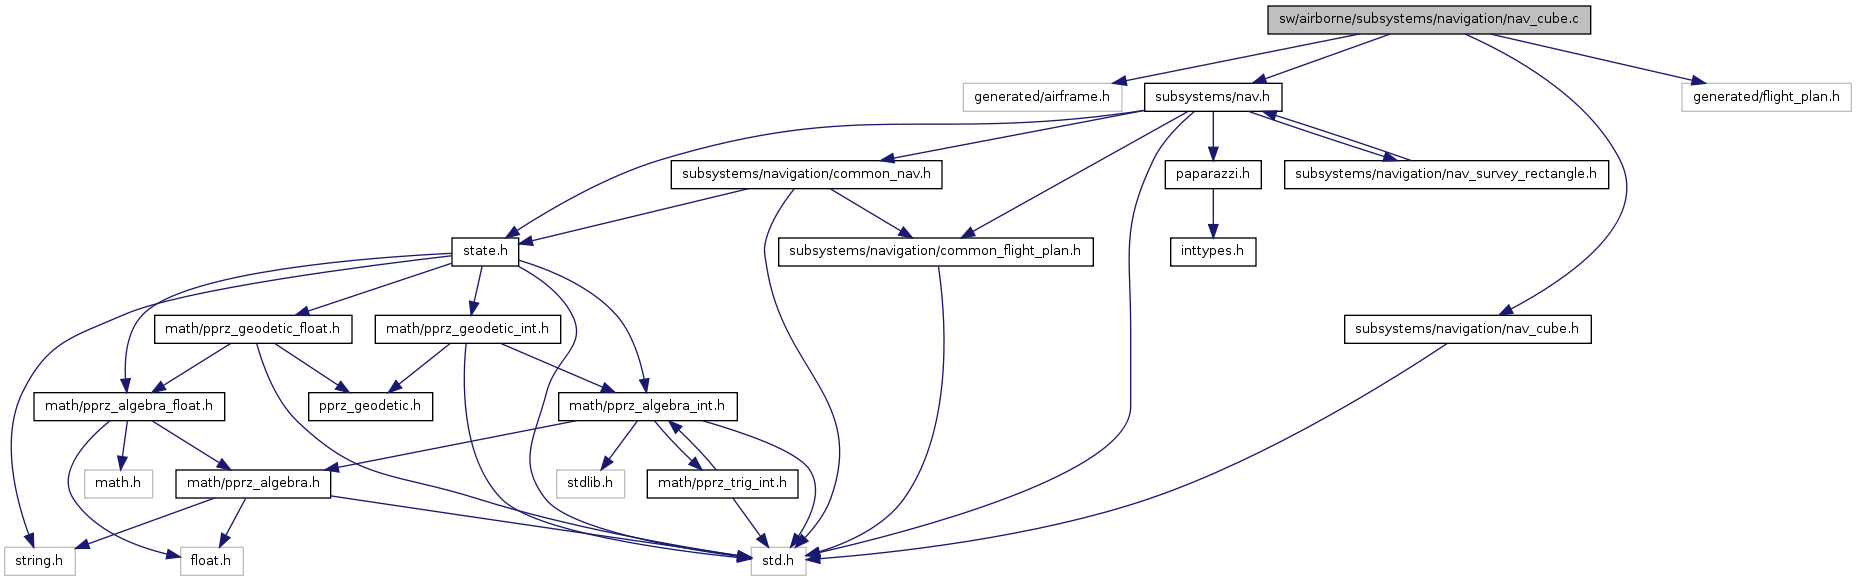 sw/airborne/subsystems/navigation/nav_cube.c
generated/airframe.h
subsystems/nav.h
generated/flight_plan.h
subsystems/navigation/common_nav.h
paparazzi.h
subsystems/navigation/nav_survey_rectangle.h
state.h
subsystems/navigation/common_flight_plan.h
inttypes.h
math/pprz_geodetic_float.h
math/pprz_geodetic_int.h
subsystems/navigation/nav_cube.h
math/pprz_algebra_float.h
pprz_geodetic.h
math/pprz_algebra_int.h
math.h
math/pprz_algebra.h
stdlib.h
math/pprz_trig_int.h
string.h
float.h
std.h